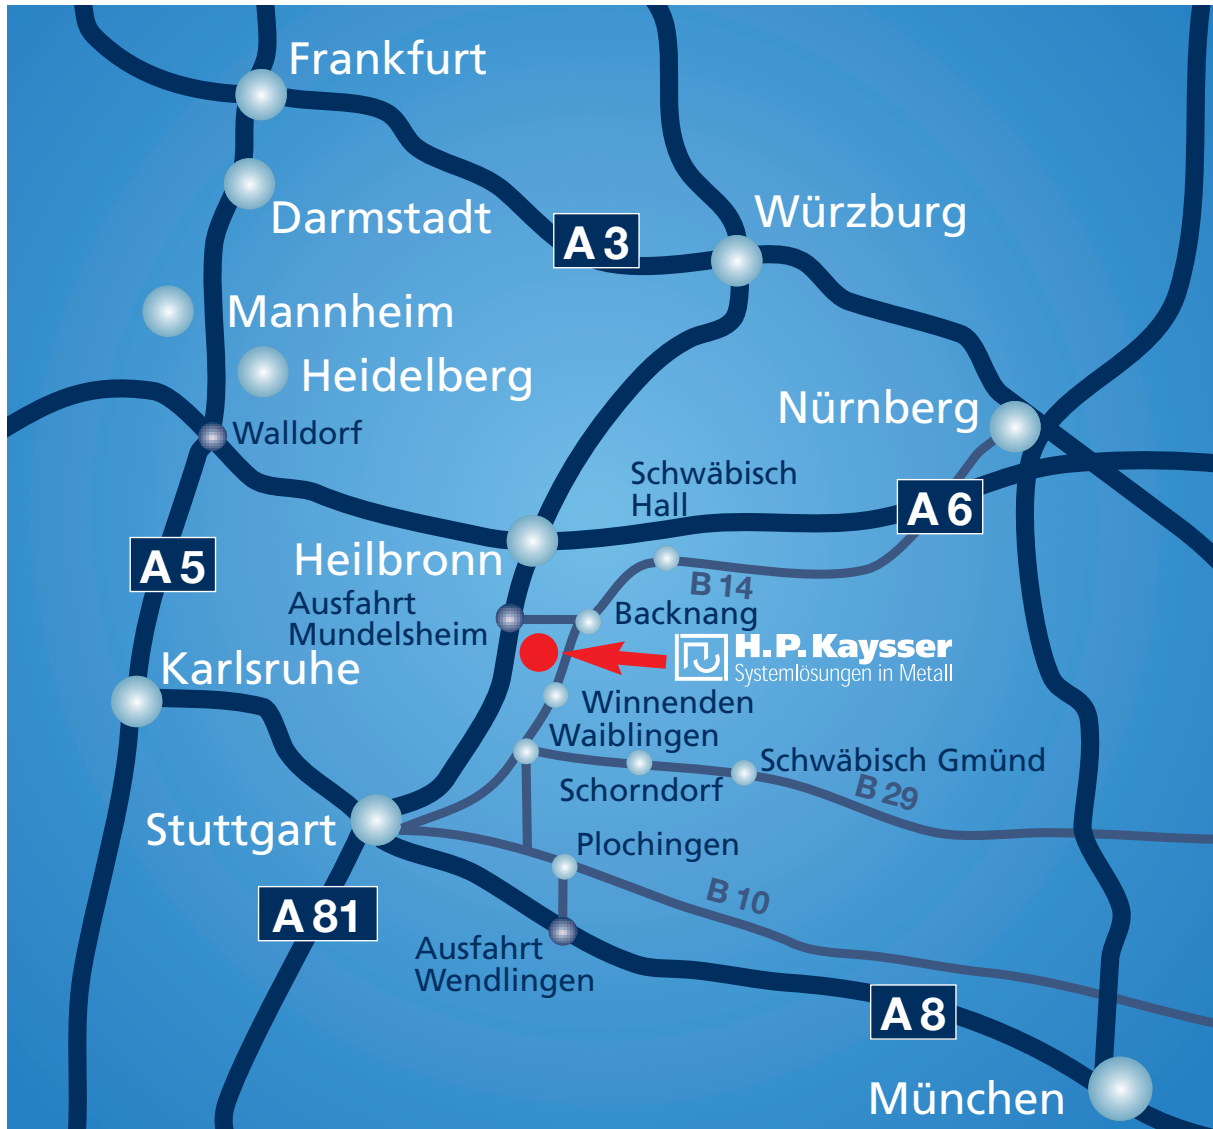 Frankfurt
Darmstadt
Würzburg
A 3
Mannheim
Heidelberg
Nürnberg
Walldorf
Schwäbisch
Hall
A 6
A 5
Heilbronn
B 14
Ausfahrt
Mundelsheim
Backnang
H.P. Kaysser
Systemlösungen in Metall
Karlsruhe
Winnenden
Waiblingen
Schwäbisch Gmünd
Schorndorf
B 29
Stuttgart
Plochingen
B 10
A 81
Ausfahrt
Wendlingen
A 8
München